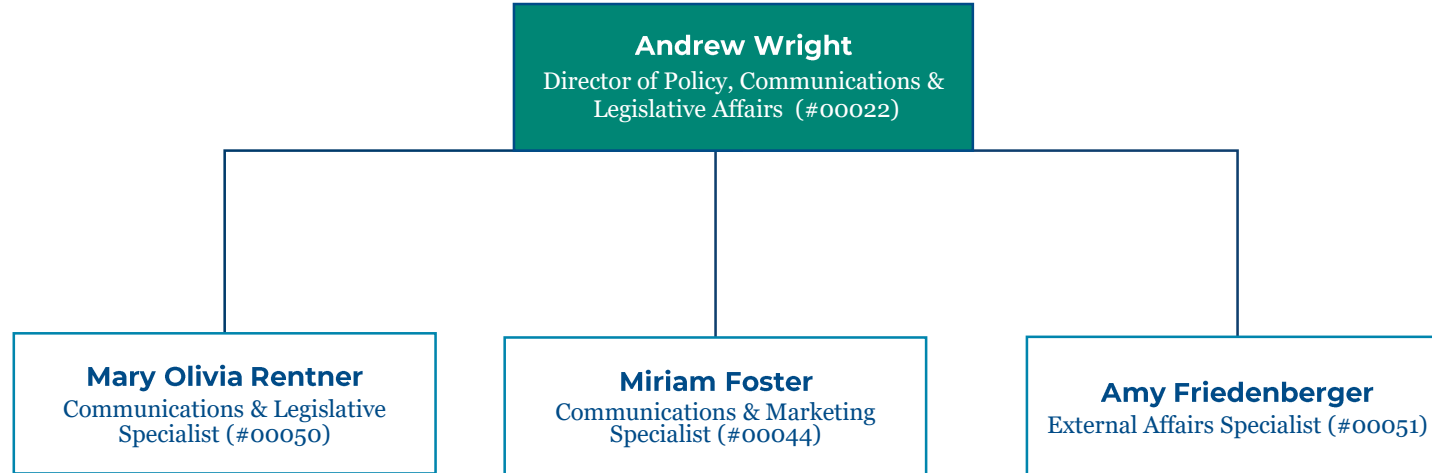 Andrew Wright
Director of Policy, Communications &
Legislative Affairs (#00022)
Mary Olivia Rentner
Communications & Legislative
Specialist (#00050)
Miriam Foster
Communications & Marketing
Specialist (#00044)
Amy Friedenberger
External Affairs Specialist (#00051)